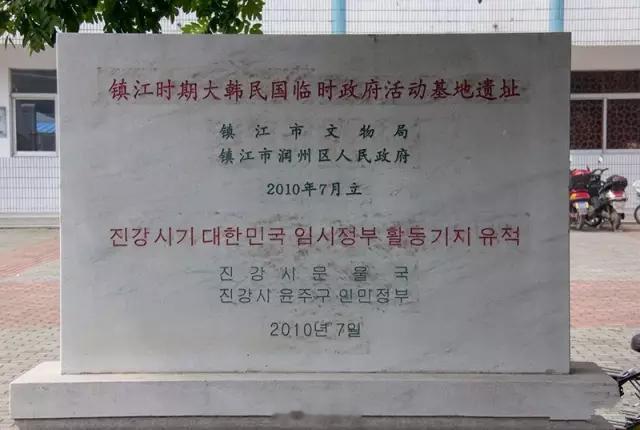 镇江时期大韩民国临时政府活动基地遗址
镇江市文物局
镇江市润州区人民政府
2010年7月立
진강시기 대한민국 임시정부 활동기지 유적
진강시문울국
진강시 윤주구 인민정부
2010년 7일